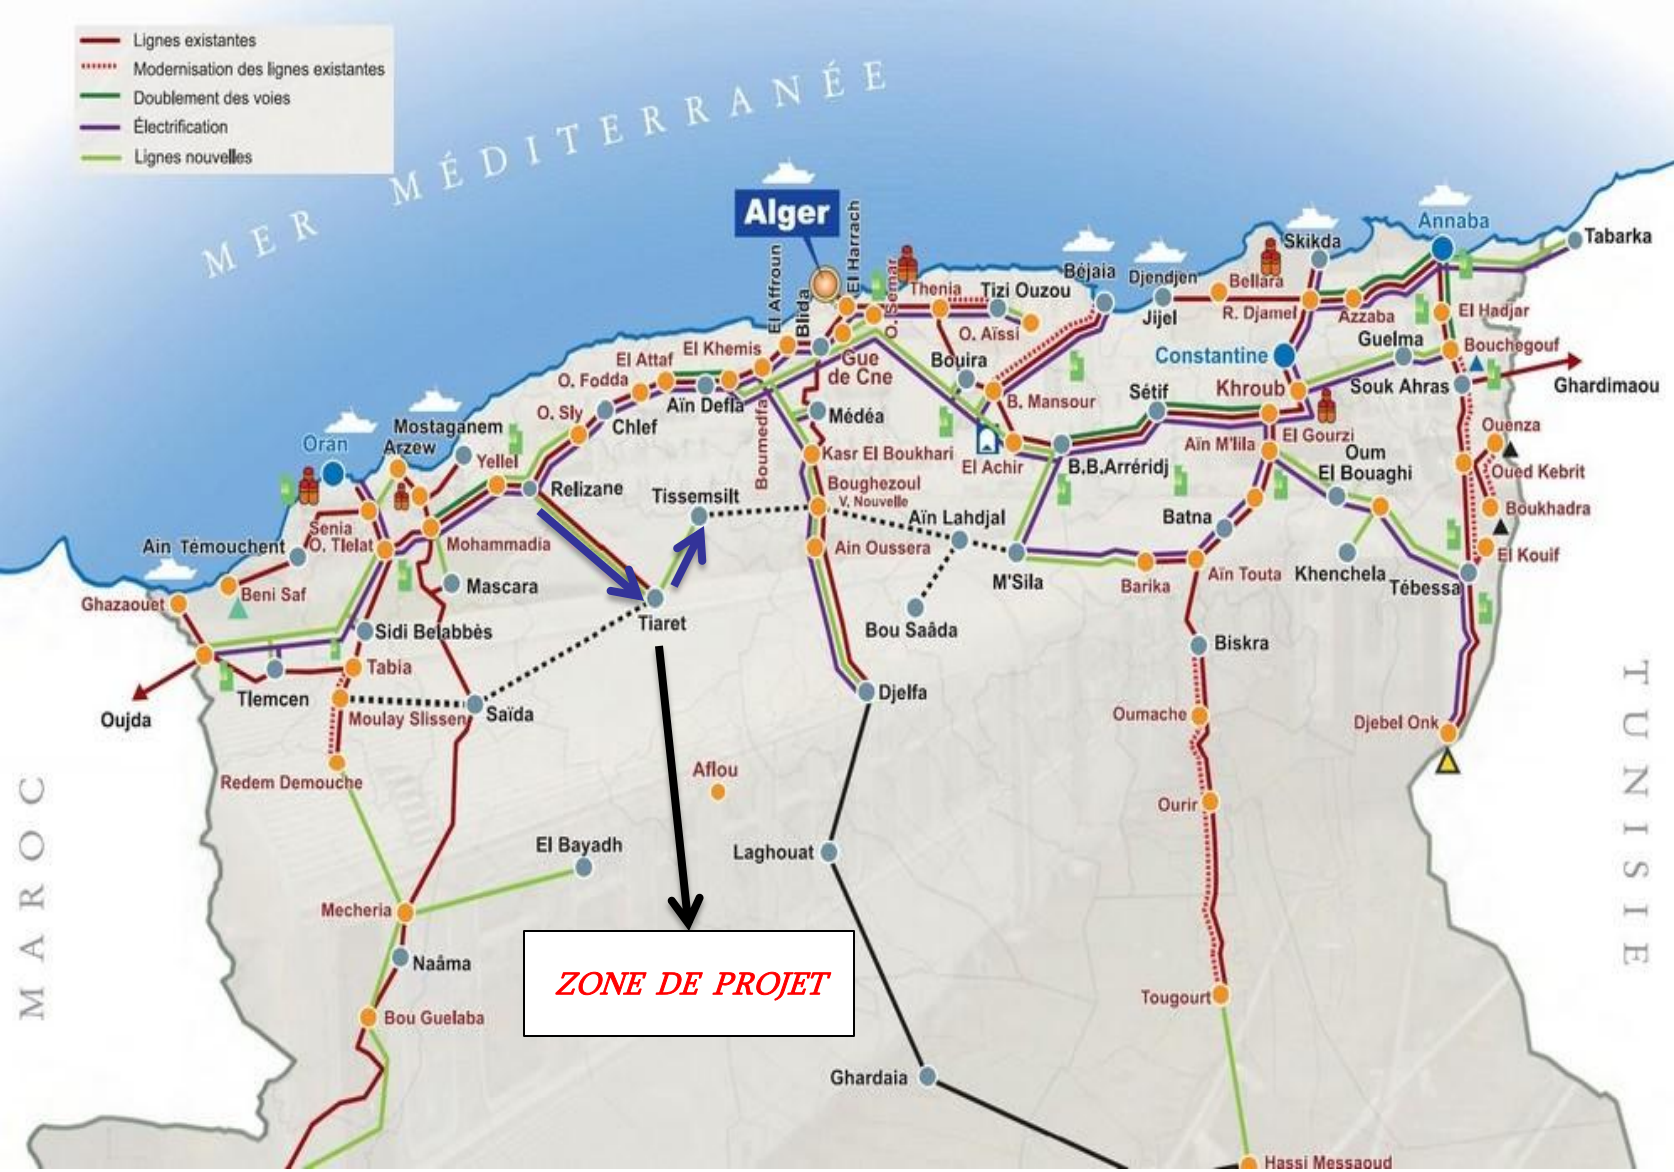 Lignes existantes
Modernisation des lignes existantes
Doublement des voies
Électrification
Lignes nouvelles
MER MÉDITERRANÉE
Alger
El Affroun
Blida
El Harrach
O. Semar
Thenia
Tizi Ouzou
O. Aïssi
Béjaia
Djendjen
Jijel
Bellara
Skikda
R. Djamel
Azzaba
Annaba
Tabarka
El Hadjar
Guelma
Bouchegouf
Souk Ahras
Ghardimaou
Constantine
Khroub
El Khemis
El Attaf
O. Fodda
O. Sly
Chlef
Aïn Defla
Gue
de Cne
Bouira
B. Mansour
Sétif
Médéa
Boumedfa
Kasr El Boukhari
El Achir
B.B.Arréridj
Aïn M'lila
El Gourzi
Oum
El Bouaghi
Ouenza
Oued Kebrit
Boukhadra
El Kouif
Oran
Arzew
Mostaganem
Yellel
Relizane
Tissemsilt
Boughezoul
V. Nouvelle
Aïn Lahdjal
Batna
Senia
O. Tlelat
Ain Témouchent
Mohammadia
Ain Oussera
M'Sila
Barika
Aïn Touta
Khenchela
Tébessa
Ghazaouet
Beni Saf
Mascara
Tiaret
Bou Saâda
Sidi Belabbès
Biskra
Tabia
Tlemcen
Oujda
Moulay Slissen
Saïda
Djelfa
Oumache
Djebel Onk
Redem Demouche
Aflou
Ourir
El Bayadh
Laghouat
Mecheria
Naâma
ZONE DE PROJET
Tougourt
Bou Guelaba
Ghardaia
Hassi Messaoud
MAROC
TUNISIE